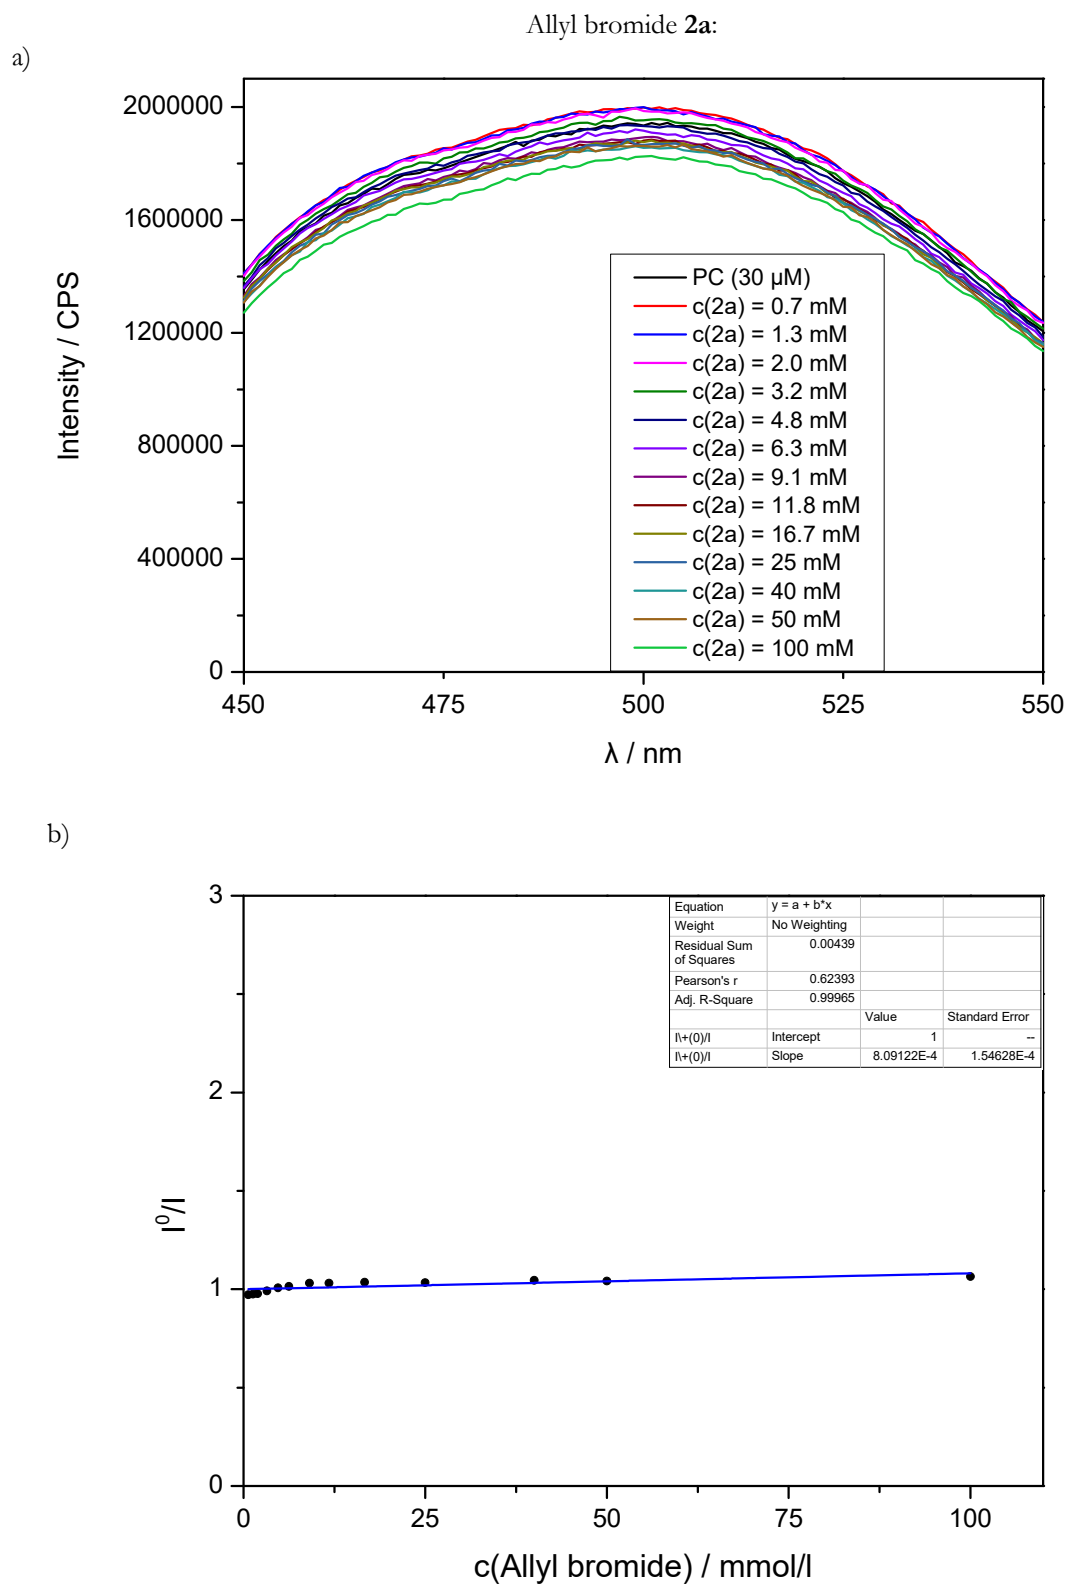 Allyl bromide 2a:
a)
2000000
1600000
1200000
800000
400000
0
Intensity / CPS
PC (30 μM)
c(2a) = 0.7 mM
c(2a) = 1.3 mM
c(2a) = 2.0 mM
c(2a) = 3.2 mM
c(2a) = 4.8 mM
c(2a) = 6.3 mM
c(2a) = 9.1 mM
c(2a) = 11.8 mM
c(2a) = 16.7 mM
c(2a) = 25 mM
c(2a) = 40 mM
c(2a) = 50 mM
c(2a) = 100 mM
450 475 500 525 550
λ / nm
b)
3
2
1
0
I⁰/I
Equation y = a + b*x
Weight No Weighting
Residual Sum of Squares 0.00439
Pearson's r 0.62393
Adj. R-Square 0.99965
Value Standard Error
I\+(0)/I Intercept 1 --
I\+(0)/I Slope 8.09122E-4 1.54628E-4
0 25 50 75 100
c(Allyl bromide) / mmol/l